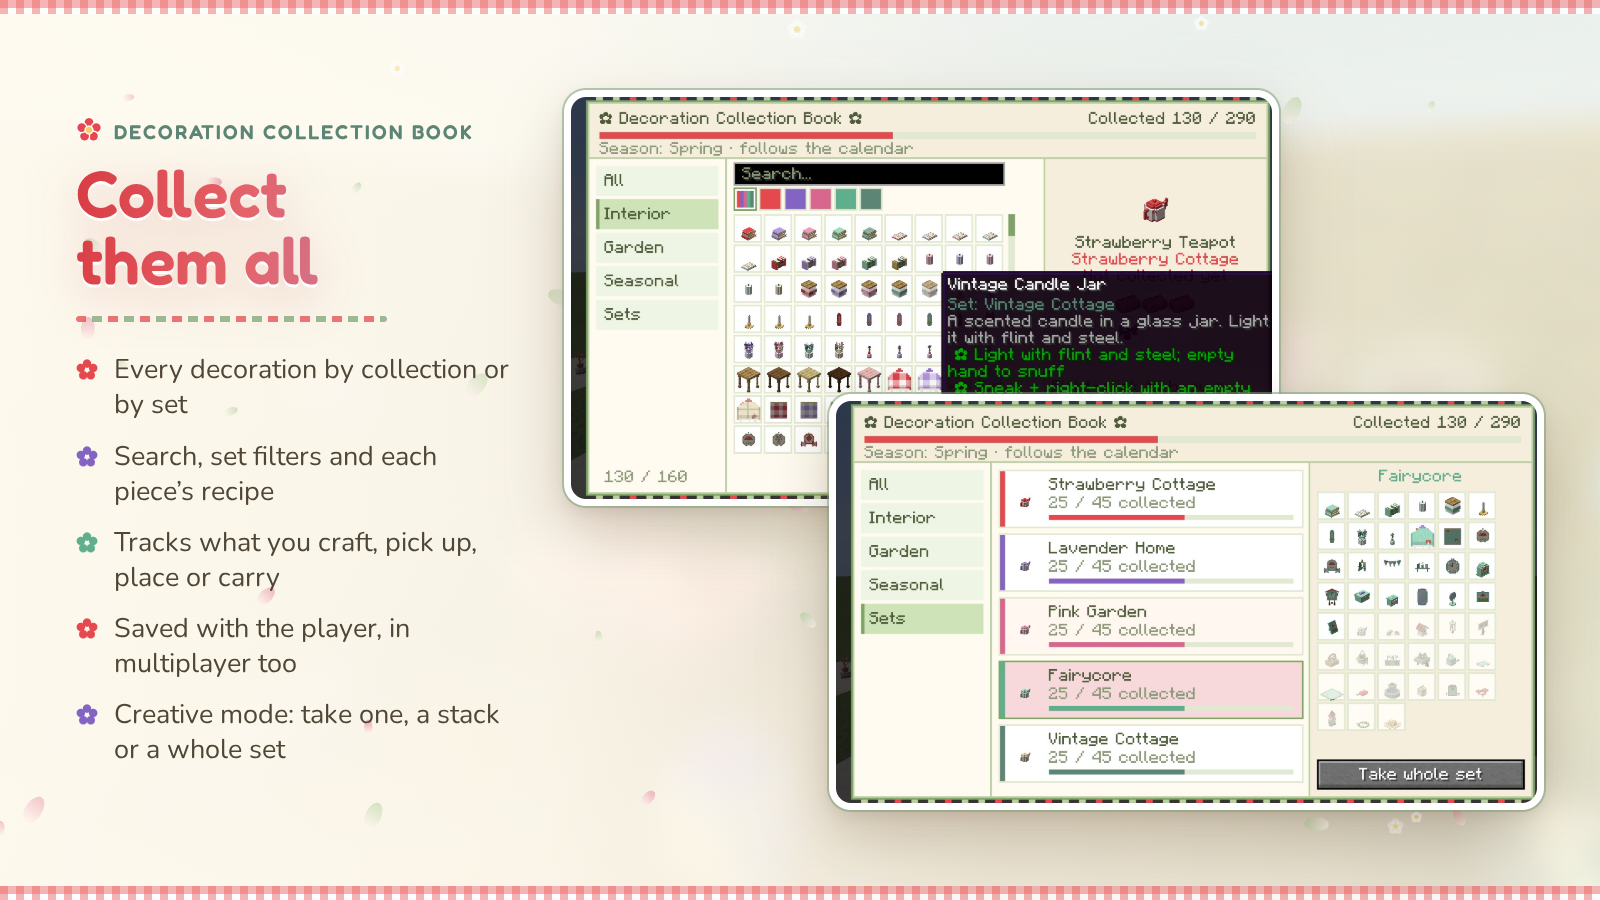 DECORATION COLLECTION BOOK
Collect
them all
Every decoration by collection or
by set
Search, set filters and each
piece's recipe
Tracks what you craft, pick up,
place or carry
Saved with the player, in
multiplayer too
Creative mode: take one, a stack
or a whole set
✿ Decoration Collection Book ✿
Collected 130 / 290
Season: Spring · follows the calendar
All
Interior
Garden
Seasonal
Sets
130 / 160
Search...
Strawberry Teapot
Strawberry Cottage
Vintage Candle Jar
Set: Vintage Cottage
A scented candle in a glass jar. Light
it with flint and steel.
✿ Light with flint and steel; empty
hand to snuff
✿ Sneak + right-click with an empty
✿ Decoration Collection Book ✿
Collected 130 / 290
Season: Spring · follows the calendar
All
Interior
Garden
Seasonal
Sets
Strawberry Cottage
25 / 45 collected
Lavender Home
25 / 45 collected
Pink Garden
25 / 45 collected
Fairycore
25 / 45 collected
Vintage Cottage
25 / 45 collected
Fairycore
Take whole set